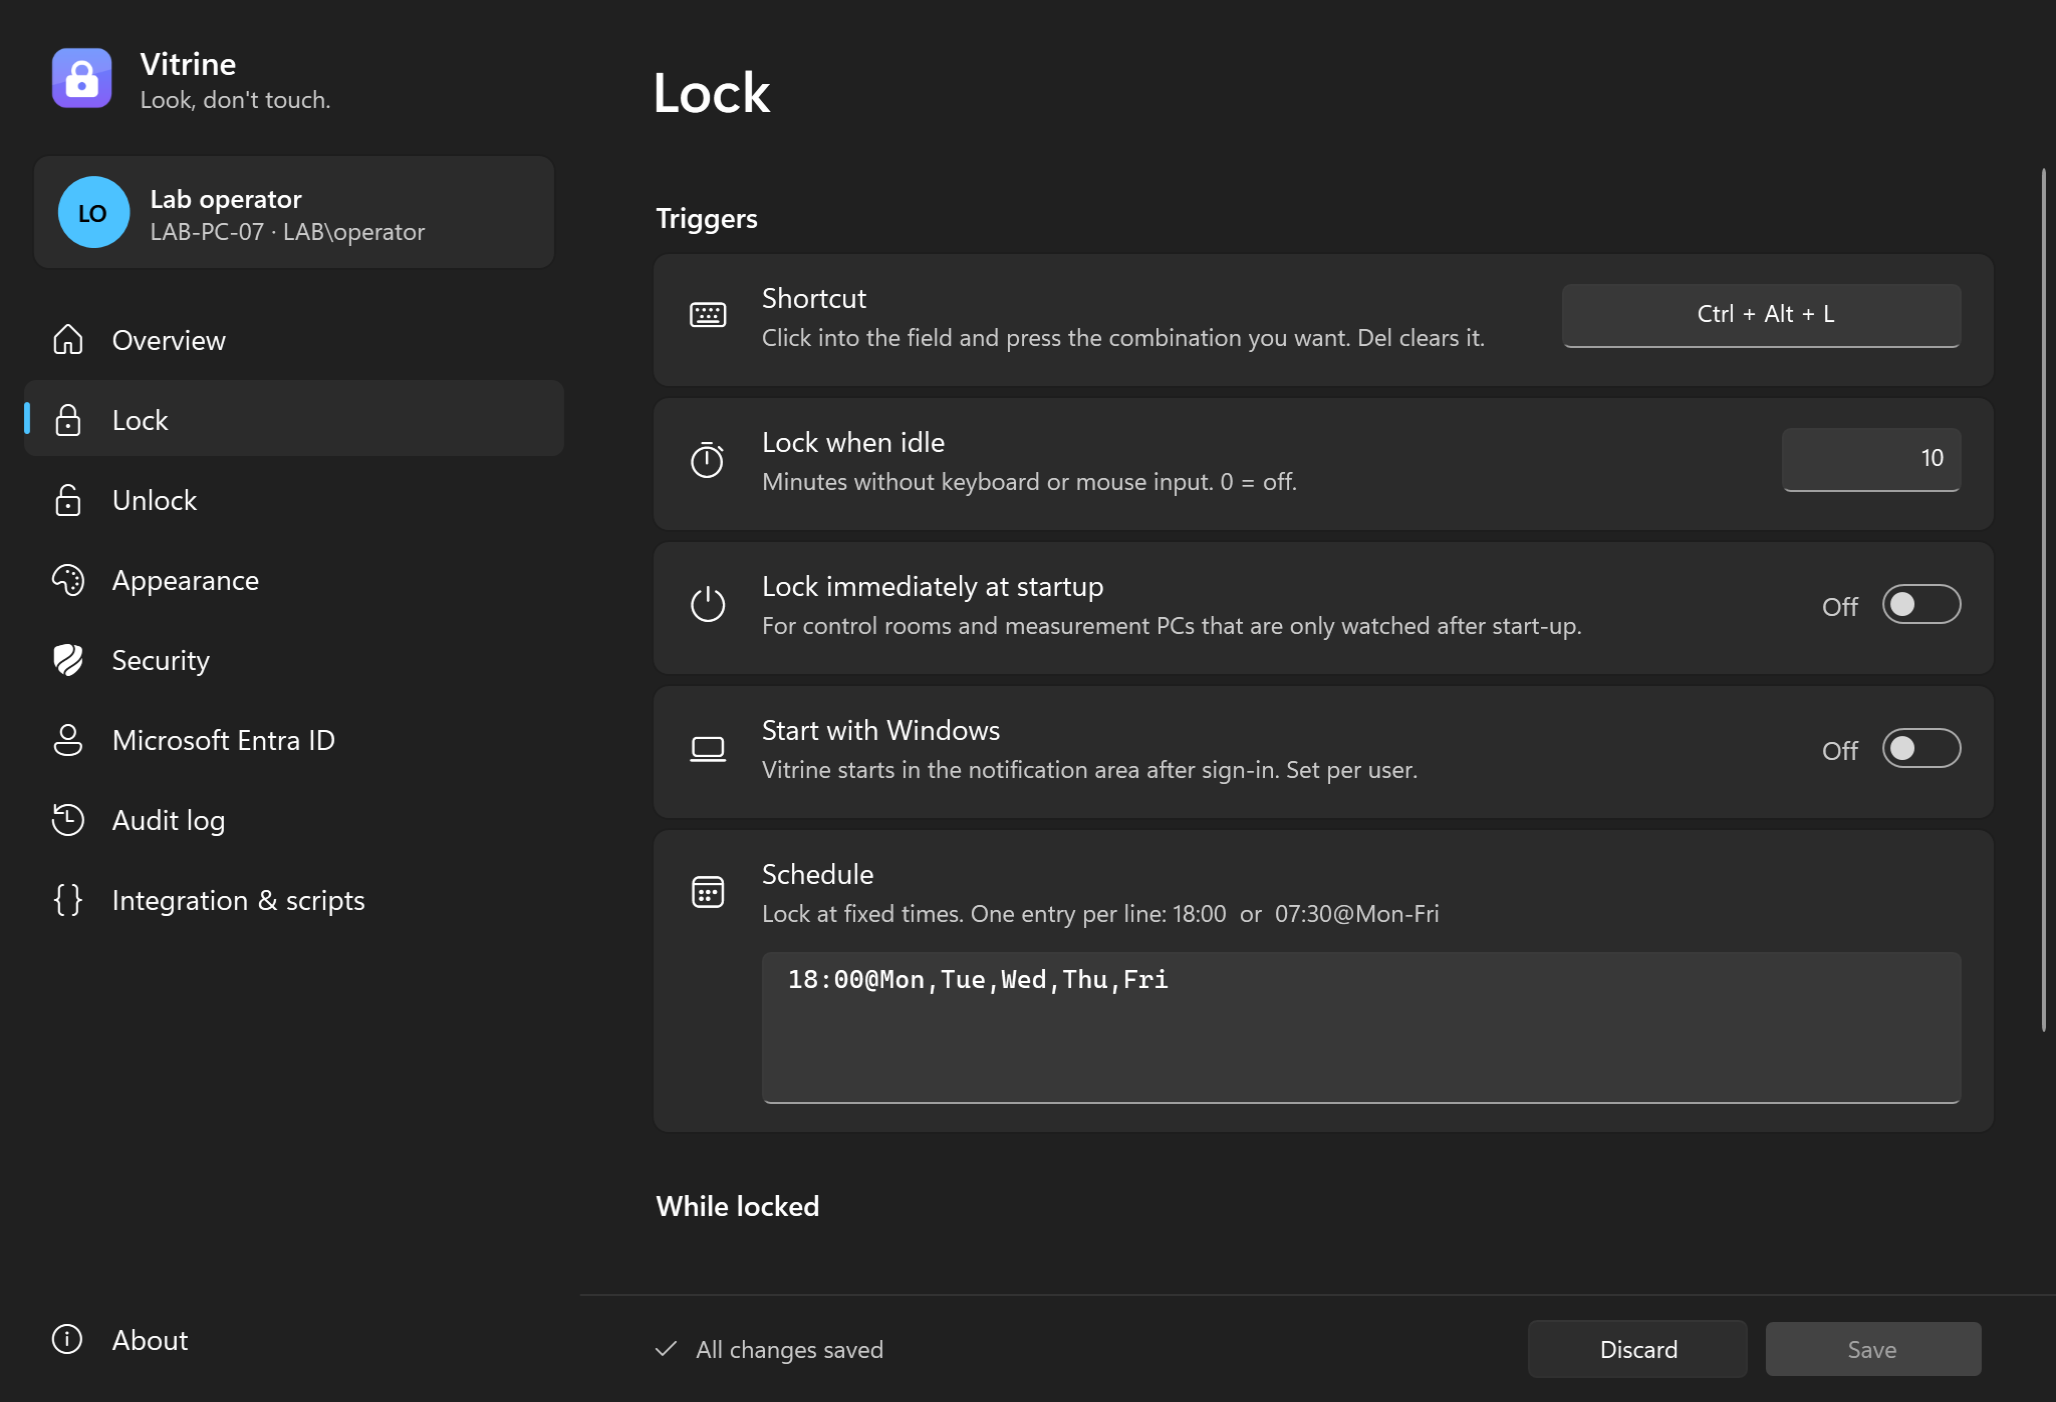 Vitrine
Look, don't touch.
LO
Lab operator
LAB-PC-07 · LAB\operator
Overview
Lock
Unlock
Appearance
Security
Microsoft Entra ID
Audit log
Integration & scripts
About
Lock
Triggers
Shortcut
Click into the field and press the combination you want. Del clears it.
Ctrl + Alt + L
Lock when idle
Minutes without keyboard or mouse input. 0 = off.
10
Lock immediately at startup
For control rooms and measurement PCs that are only watched after start-up.
Off
Start with Windows
Vitrine starts in the notification area after sign-in. Set per user.
Off
Schedule
Lock at fixed times. One entry per line: 18:00 or 07:30@Mon-Fri
18:00@Mon,Tue,Wed,Thu,Fri
While locked
All changes saved
Discard
Save